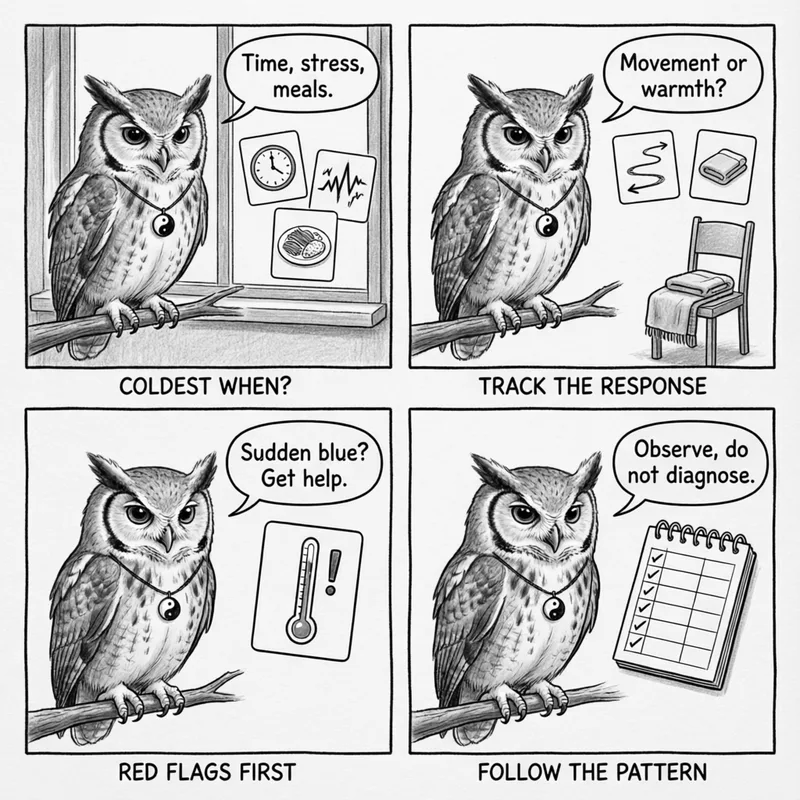 Time, stress,
meals.
COLDEST WHEN?
Movement or
warmth?
TRACK THE RESPONSE
Sudden blue?
Get help.
RED FLAGS FIRST
Observe, do
not diagnose.
FOLLOW THE PATTERN